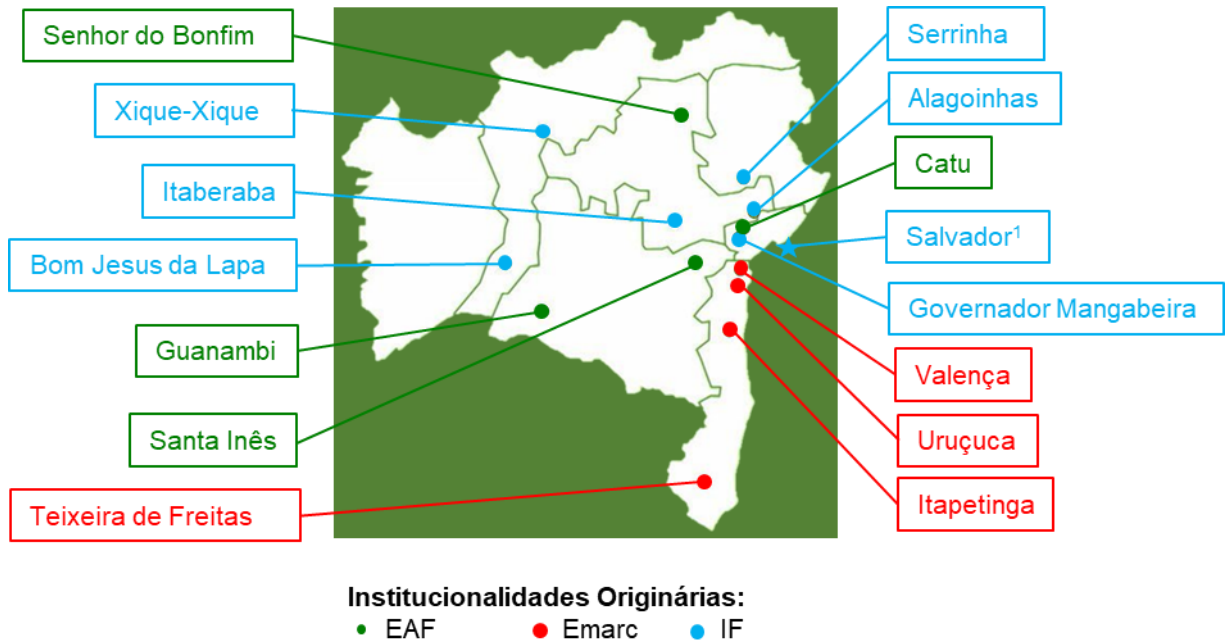 Senhor do Bonfim
Xique-Xique
Itaberaba
Bom Jesus da Lapa
Guanambi
Santa Inês
Teixeira de Freitas
Serrinha
Alagoinhas
Catu
Salvador¹
Governador Mangabeira
Valença
Uruçuca
Itapetinga
Institucionalidades Originárias:
• EAF ● Emarc ● IF